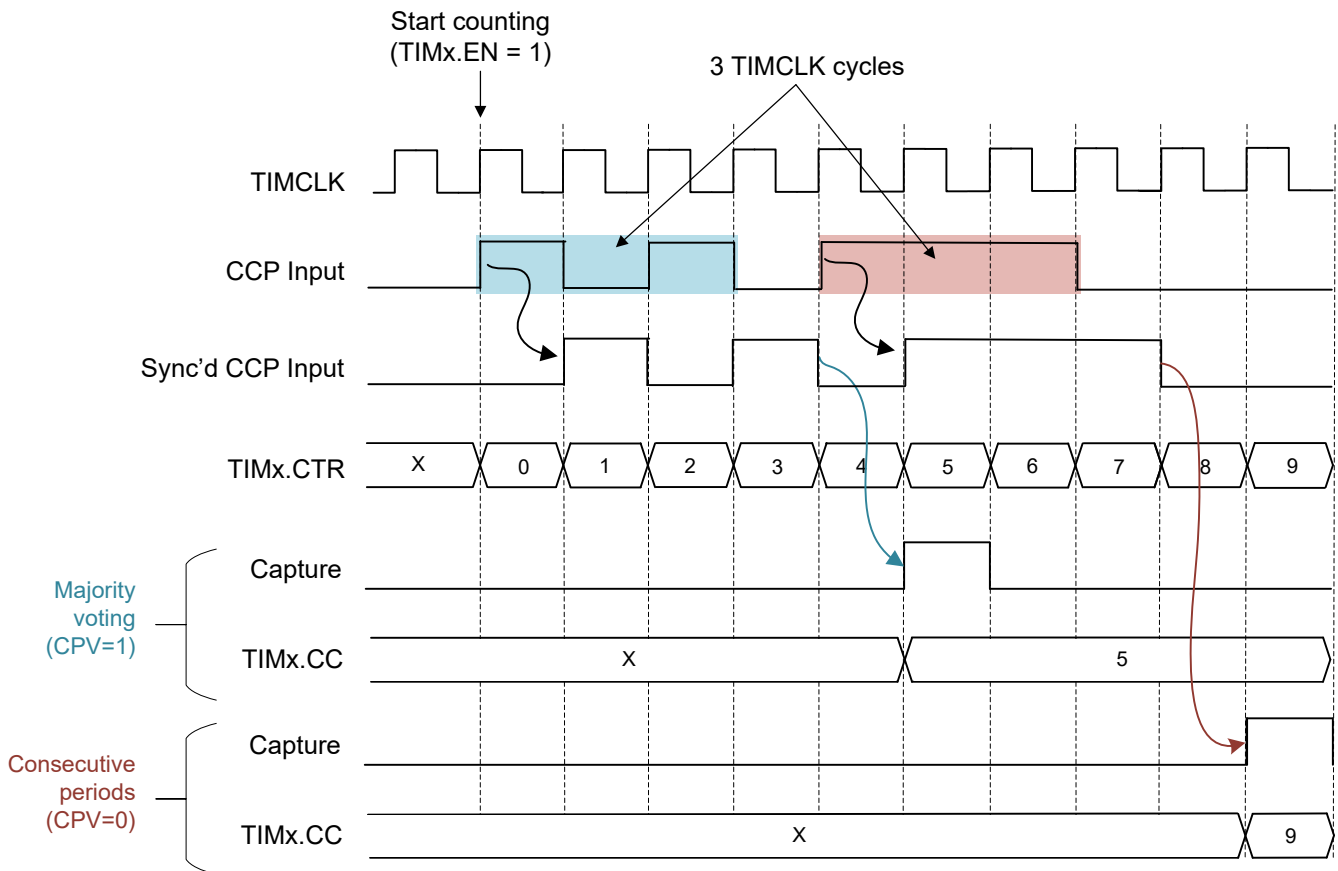 Start counting
(TIMx.EN = 1)
3 TIMCLK cycles
TIMCLK
CCP Input
Sync’d CCP Input
TIMx.CTR
X 0 1 2 3 4 5 6 7 8 9
Majority
voting
(CPV=1)
Capture
TIMx.CC
X 5
Consecutive
periods
(CPV=0)
Capture
TIMx.CC
X 9